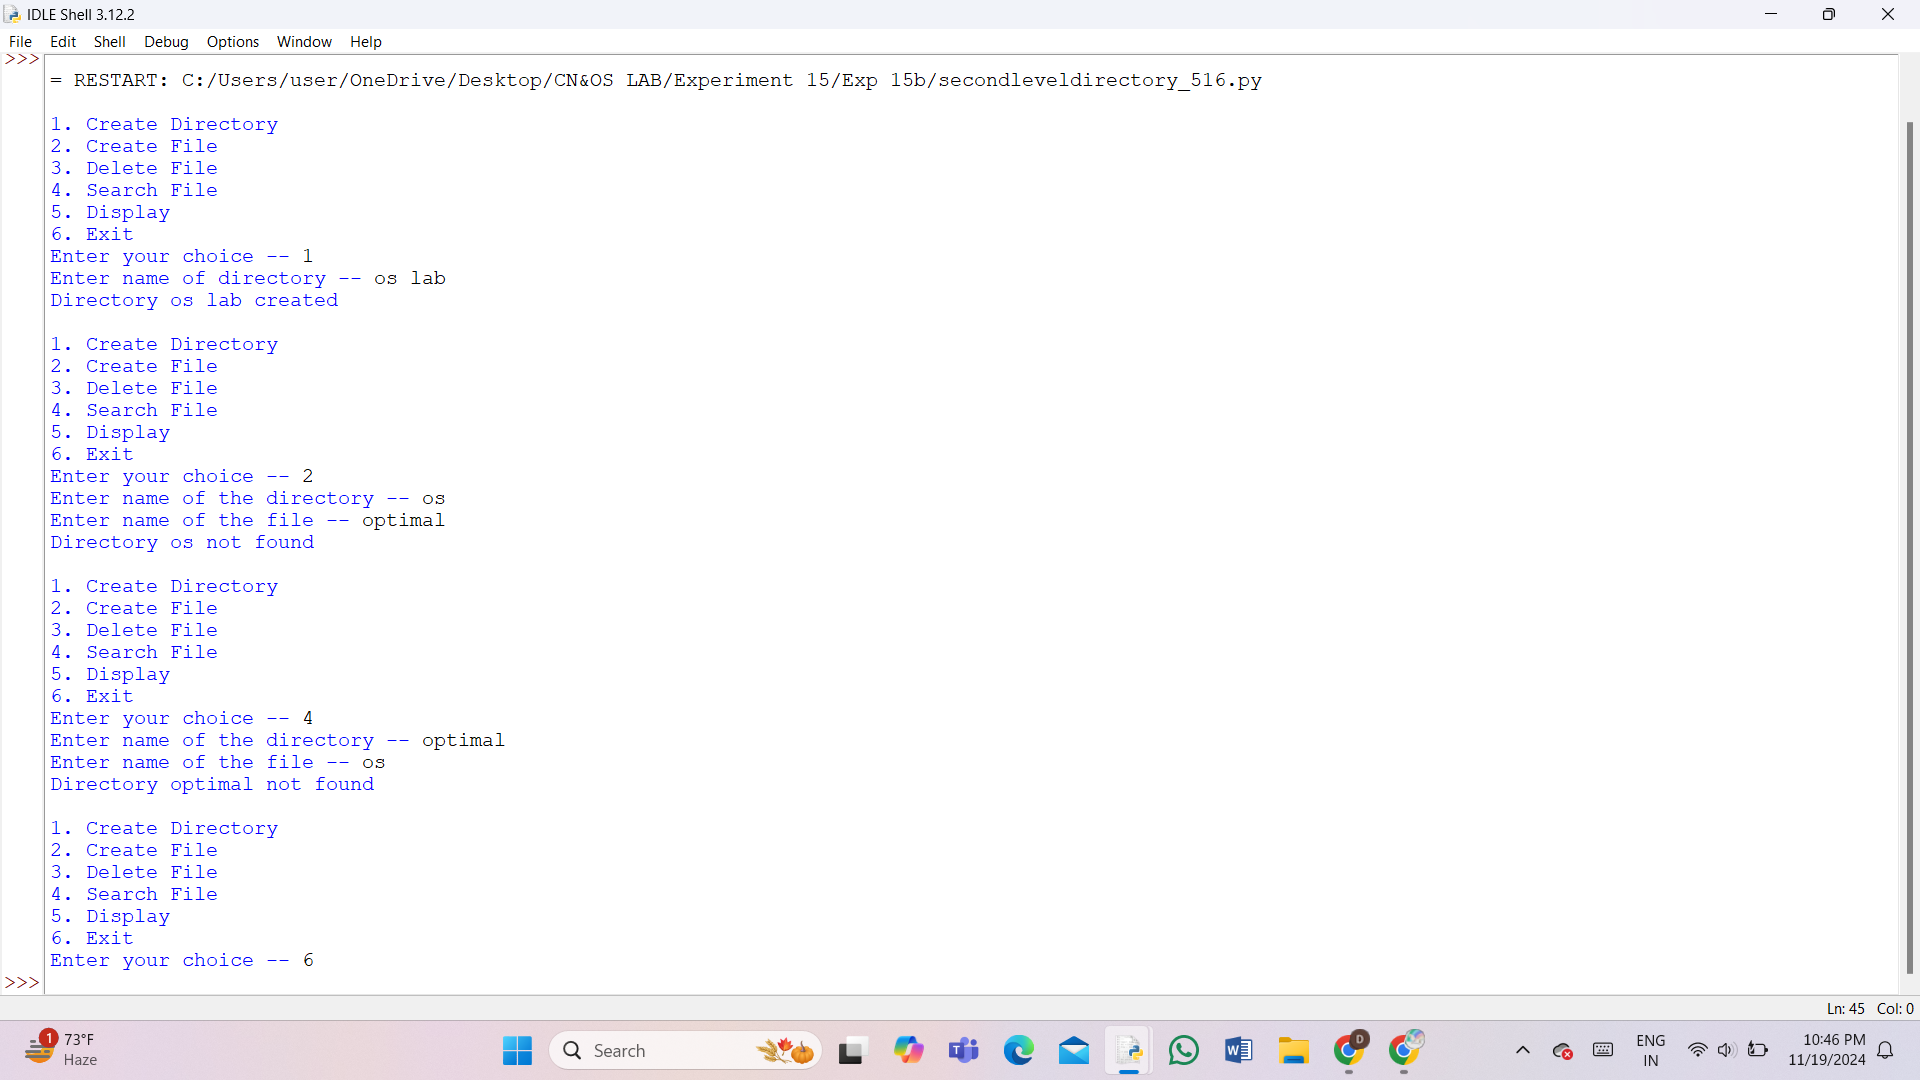 IDLE Shell 3.12.2
File Edit Shell Debug Options Window Help
>>>
= RESTART: C:/Users/user/OneDrive/Desktop/CN&OS LAB/Experiment 15/Exp 15b/secondleveldirectory_516.py
1. Create Directory
2. Create File
3. Delete File
4. Search File
5. Display
6. Exit
Enter your choice -- 1
Enter name of directory -- os lab
Directory os lab created
1. Create Directory
2. Create File
3. Delete File
4. Search File
5. Display
6. Exit
Enter your choice -- 2
Enter name of the directory -- os
Enter name of the file -- optimal
Directory os not found
1. Create Directory
2. Create File
3. Delete File
4. Search File
5. Display
6. Exit
Enter your choice -- 4
Enter name of the directory -- optimal
Enter name of the file -- os
Directory optimal not found
1. Create Directory
2. Create File
3. Delete File
4. Search File
5. Display
6. Exit
Enter your choice -- 6
>>>
Ln: 45 Col: 0
1
73°F
Haze
Search
D
ENG
IN
10:46 PM
11/19/2024